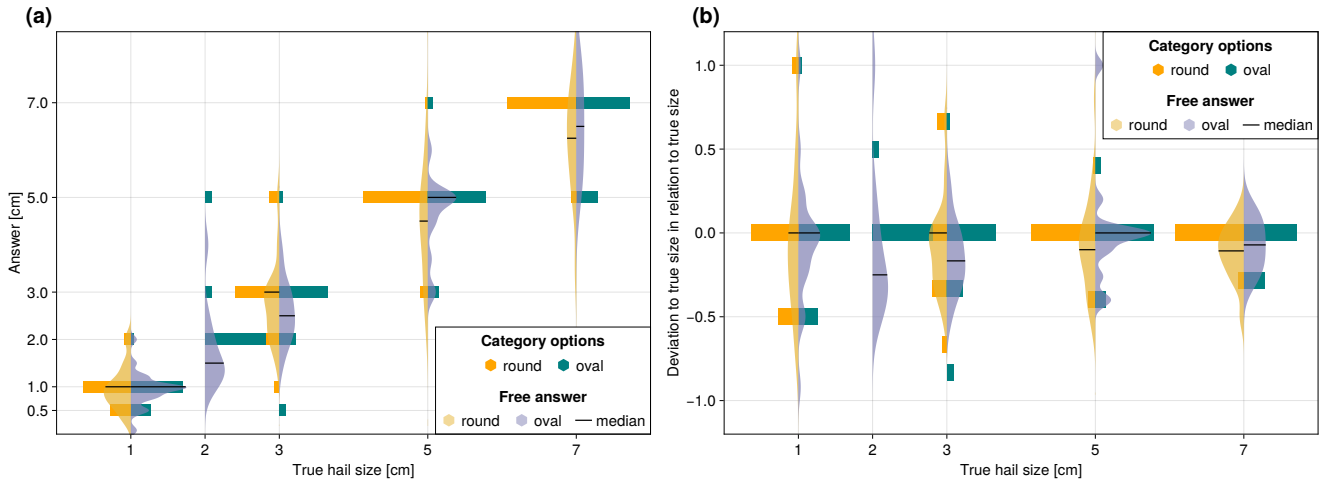 (a)
Answer [cm]
7.0
5.0
3.0
2.0
1.0
0.5
1 2 3 5 7
True hail size [cm]
Category options
round oval
Free answer
round oval median
(b)
Deviation to true size in relation to true size
1.0
0.5
0.0
−0.5
−1.0
1 2 3 5 7
True hail size [cm]
Category options
round oval
Free answer
round oval median